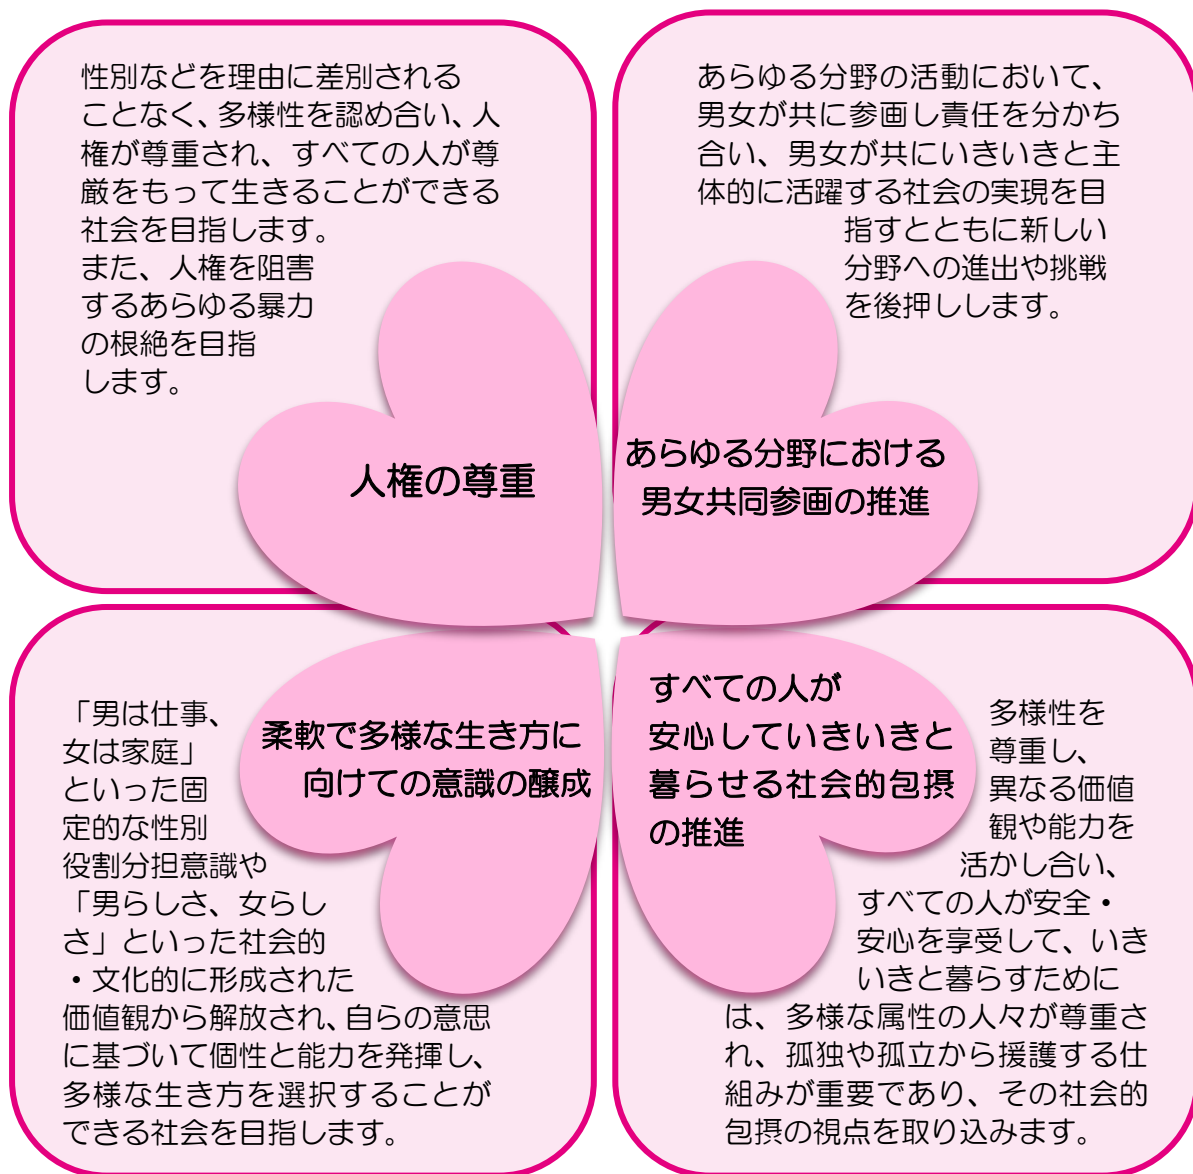 性別などを理由に差別される
ことなく、多様性を認め合い、人
権が尊重され、すべての人が尊
厳をもって生きることができる
社会を目指します。
また、人権を阻害
するあらゆる暴力
の根絶を目指
します。
人権の尊重
あらゆる分野の活動において、
男女が共に参画し責任を分かち
合い、男女が共にいきいきと主
体的に活躍する社会の実現を目
指すとともに新しい
分野への進出や挑戦
を後押しします。
あらゆる分野における
男女共同参画の推進
柔軟で多様な生き方に
向けての意識の醸成
「男は仕事、
女は家庭」
といった固
定的な性別
役割分担意識や
「男らしさ、女らし
さ」といった社会的
・文化的に形成された
価値観から解放され、自らの意思
に基づいて個性と能力を発揮し、
多様な生き方を選択することが
できる社会を目指します。
すべての人が
安心していきいきと
暮らせる社会的包摂
の推進
多様性を
尊重し、
異なる価値
観や能力を
活かし合い、
すべての人が安全・
安心を享受して、いき
いきと暮らすために
は、多様な属性の人々が尊重さ
れ、孤独や孤立から援護する仕
組みが重要であり、その社会的
包摂の視点を取り込みます。